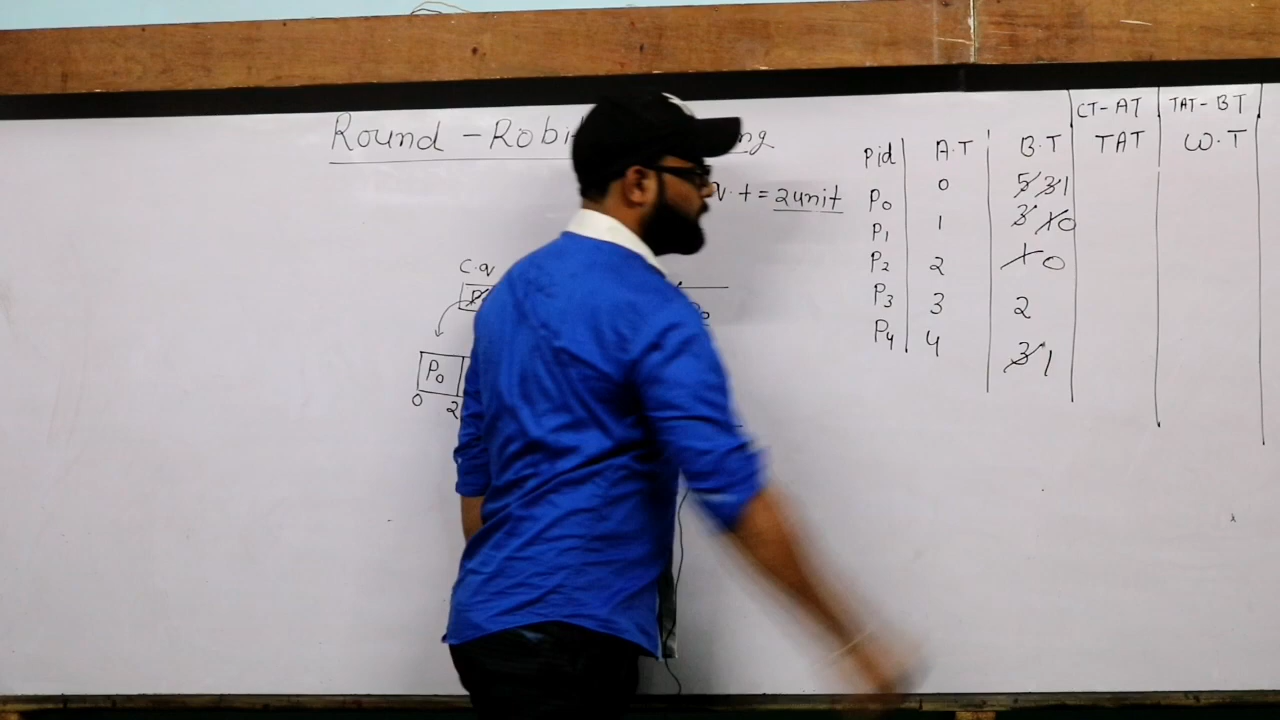 Round - Robi
q.t = 2 unit
C.q
P0
0 2
CT-AT TAT-BT
Pid A.T B.T TAT W.T
P0 0 5 3 1
P1 1 3 1 0
P2 2 1 0
P3 3 2
P4 4 3 1